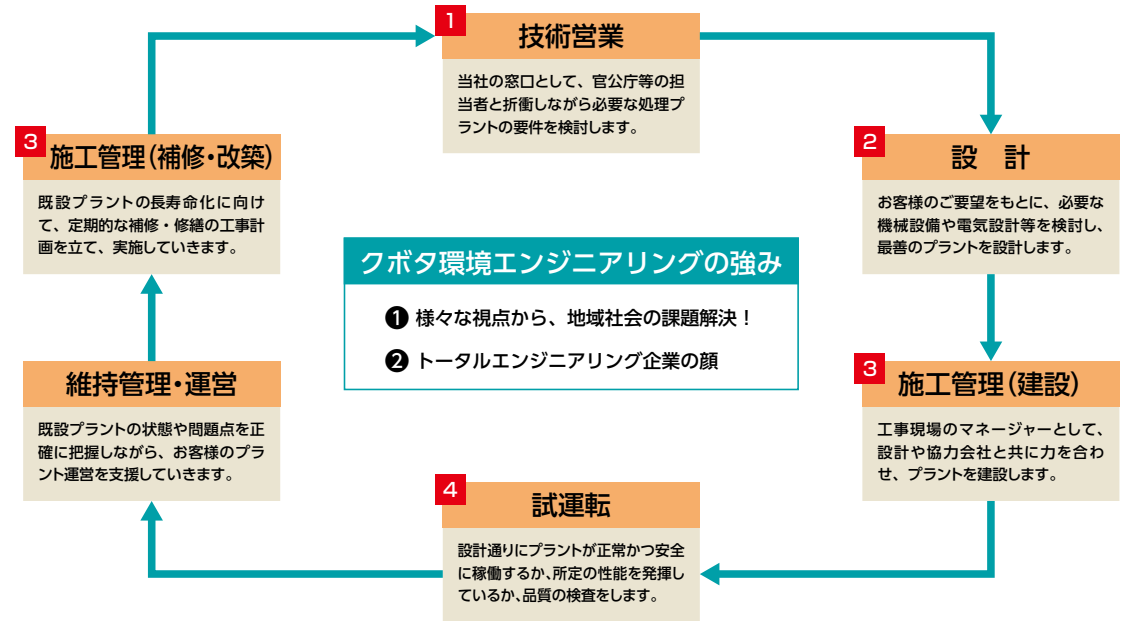 1
技術営業
当社の窓口として、官公庁等の担
当者と折衝しながら必要な処理プ
ラントの要件を検討します。
2
設　計
お客様のご要望をもとに、必要な
機械設備や電気設計等を検討し、
最善のプラントを設計します。
3
施工管理(建設)
工事現場のマネージャーとして、
設計や協力会社と共に力を合わ
せ、プラントを建設します。
4
試運転
設計通りにプラントが正常かつ安全
に稼働するか、所定の性能を発揮し
ているか、品質の検査をします。
維持管理・運営
既設プラントの状態や問題点を正
確に把握しながら、お客様のプラ
ント運営を支援していきます。
3
施工管理(補修・改築)
既設プラントの長寿命化に向け
て、定期的な補修・修繕の工事計
画を立て、実施していきます。
クボタ環境エンジニアリングの強み
❶ 様々な視点から、地域社会の課題解決！
❷ トータルエンジニアリング企業の顔